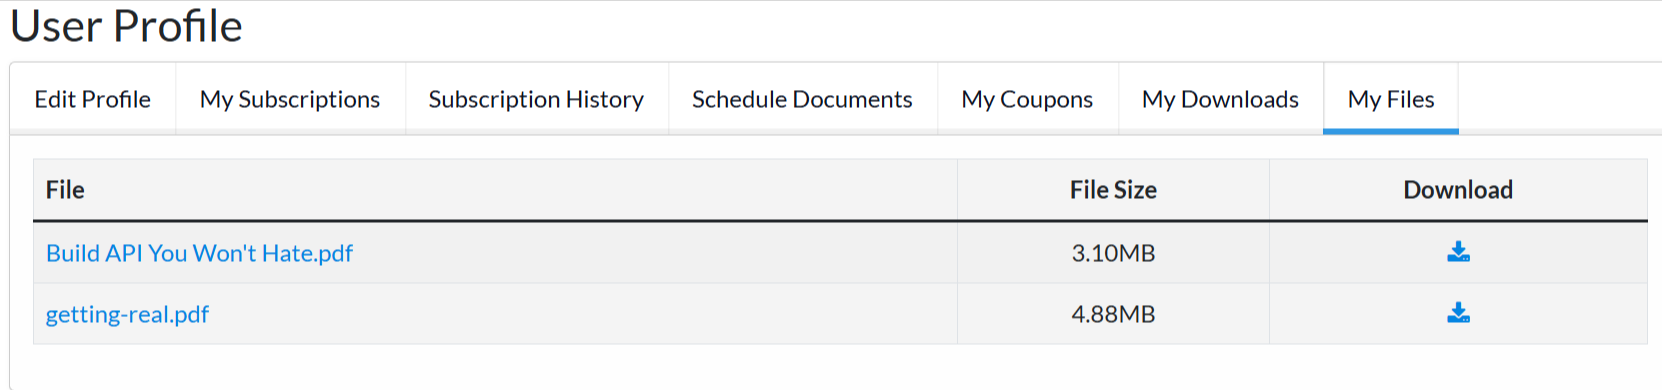 User Profile
Edit Profile My Subscriptions Subscription History Schedule Documents My Coupons My Downloads My Files
File File Size Download
Build API You Won't Hate.pdf 3.10MB
getting-real.pdf 4.88MB